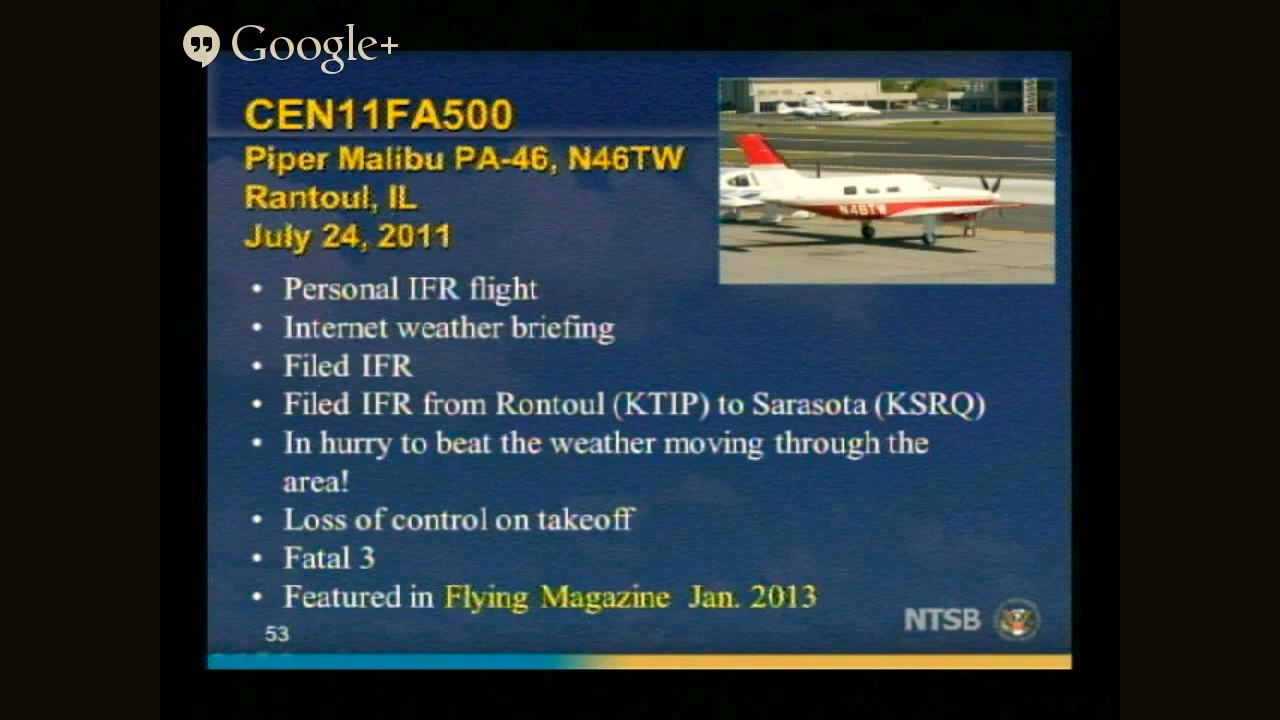 Google+
CEN11FA500
Piper Malibu PA-46, N46TW
Rantoul, IL
July 24, 2011
N46TW
• Personal IFR flight
• Internet weather briefing
• Filed IFR
• Filed IFR from Rontoul (KTIP) to Sarasota (KSRQ)
• In hurry to beat the weather moving through the
area!
• Loss of control on takeoff
• Fatal 3
• Featured in Flying Magazine Jan. 2013
NTSB
53